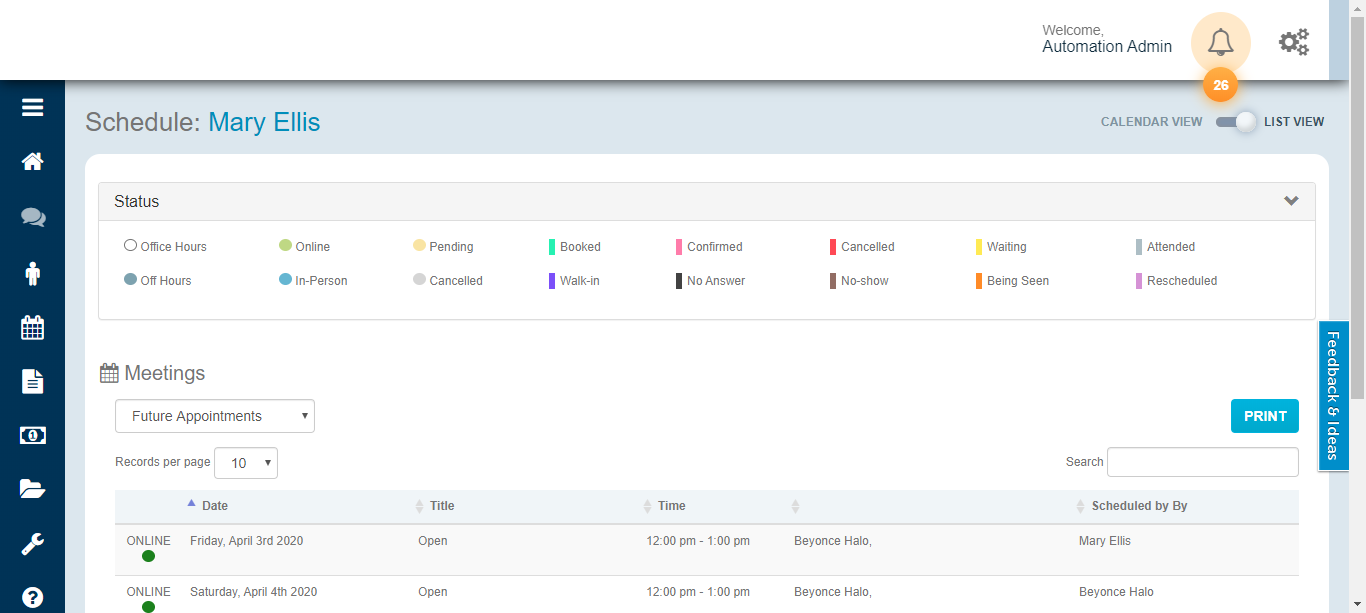 Welcome,
Automation Admin
26
Schedule: Mary Ellis
CALENDAR VIEW LIST VIEW
Status
Office Hours Online Pending Booked Confirmed Cancelled Waiting Attended
Off Hours In-Person Cancelled Walk-in No Answer No-show Being Seen Rescheduled
Feedback & Ideas
Meetings
Future Appointments
PRINT
Records per page 10 Search
Date Title Time Scheduled by By
ONLINE Friday, April 3rd 2020 Open 12:00 pm - 1:00 pm Beyonce Halo, Mary Ellis
ONLINE Saturday, April 4th 2020 Open 12:00 pm - 1:00 pm Beyonce Halo, Beyonce Halo